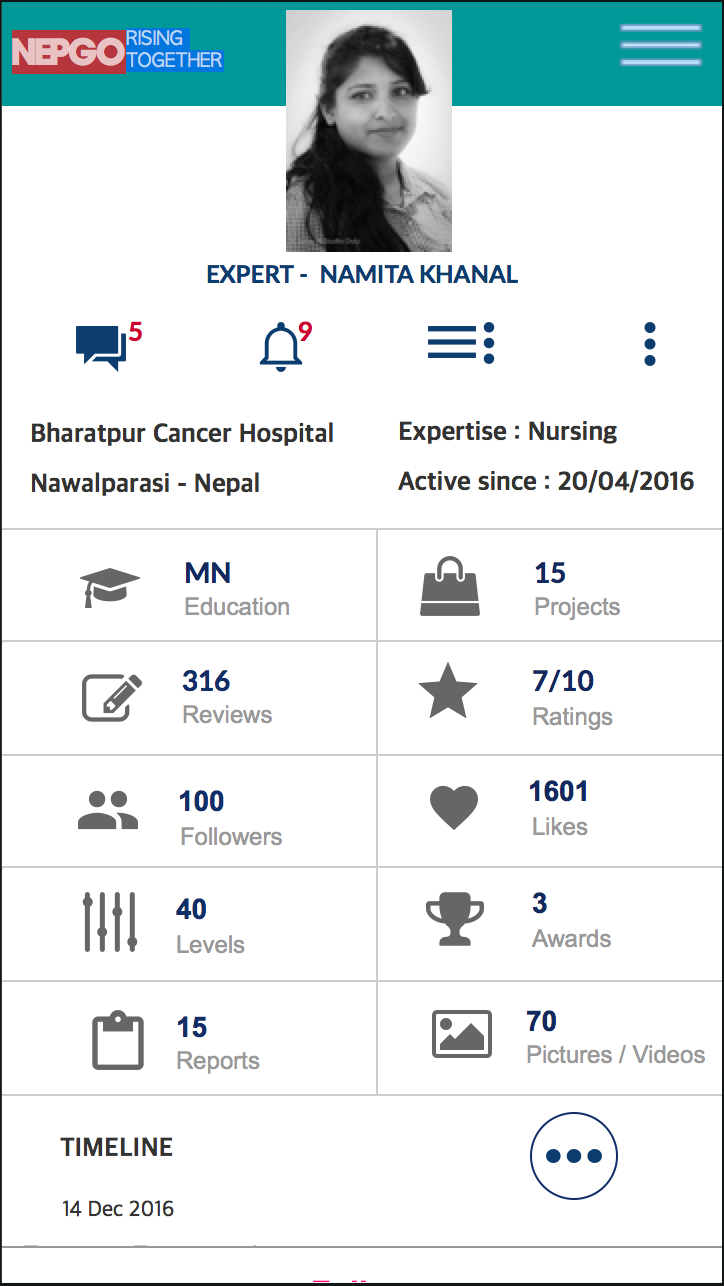 NEPGO RISING
TOGETHER
EXPERT - NAMITA KHANAL
5
9
Bharatpur Cancer Hospital
Expertise : Nursing
Nawalparasi - Nepal
Active since : 20/04/2016
MN
Education
15
Projects
316
Reviews
7/10
Ratings
100
Followers
1601
Likes
40
Levels
3
Awards
15
Reports
70
Pictures / Videos
TIMELINE
14 Dec 2016